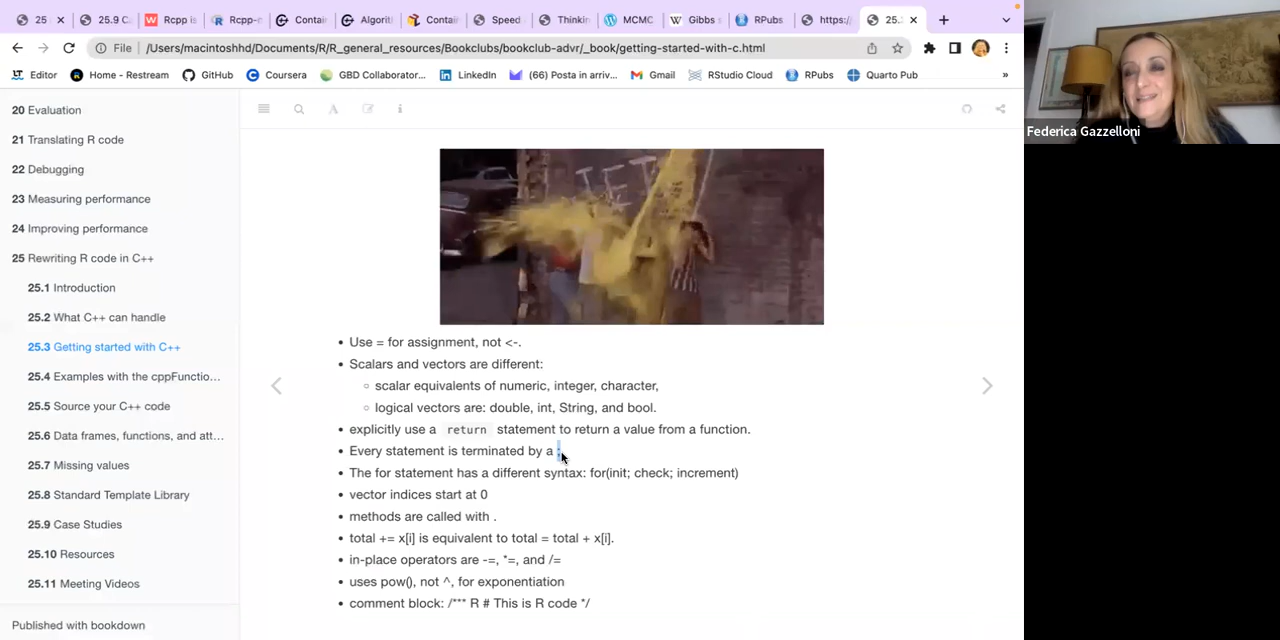 25
25.9 C
Rcpp is
Rcpp-
Contain
Algorit
Contai
Speed
Thinkin
MCMC
Gibbs s
RPubs
https:/
25.
File
/Users/macintoshhd/Documents/R/R_general_resources/Bookclubs/bookclub-advr/_book/getting-started-with-c.html
Editor
Home - Restream
GitHub
Coursera
GBD Collaborator...
LinkedIn
(66) Posta in arriv...
Gmail
RStudio Cloud
RPubs
Quarto Pub
20 Evaluation
21 Translating R code
22 Debugging
23 Measuring performance
24 Improving performance
25 Rewriting R code in C++
25.1 Introduction
25.2 What C++ can handle
25.3 Getting started with C++
25.4 Examples with the cppFunctio...
25.5 Source your C++ code
25.6 Data frames, functions, and att...
25.7 Missing values
25.8 Standard Template Library
25.9 Case Studies
25.10 Resources
25.11 Meeting Videos
Published with bookdown
• Use = for assignment, not <-.
• Scalars and vectors are different:
scalar equivalents of numeric, integer, character,
logical vectors are: double, int, String, and bool.
• explicitly use a return statement to return a value from a function.
• Every statement is terminated by a ;
• The for statement has a different syntax: for(init; check; increment)
• vector indices start at 0
• methods are called with .
• total += x[i] is equivalent to total = total + x[i].
• in-place operators are -=, *=, and /=
• uses pow(), not ^, for exponentiation
• comment block: /*** R # This is R code */
Federica Gazzelloni